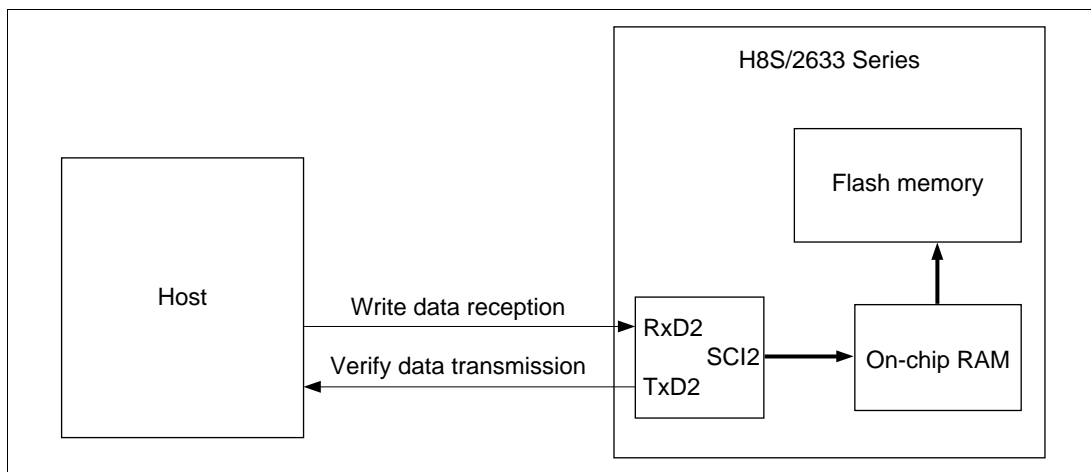 H8S/2633 Series
Flash memory
Host
Write data reception
RxD2
SCI2
On-chip RAM
Verify data transmission
TxD2